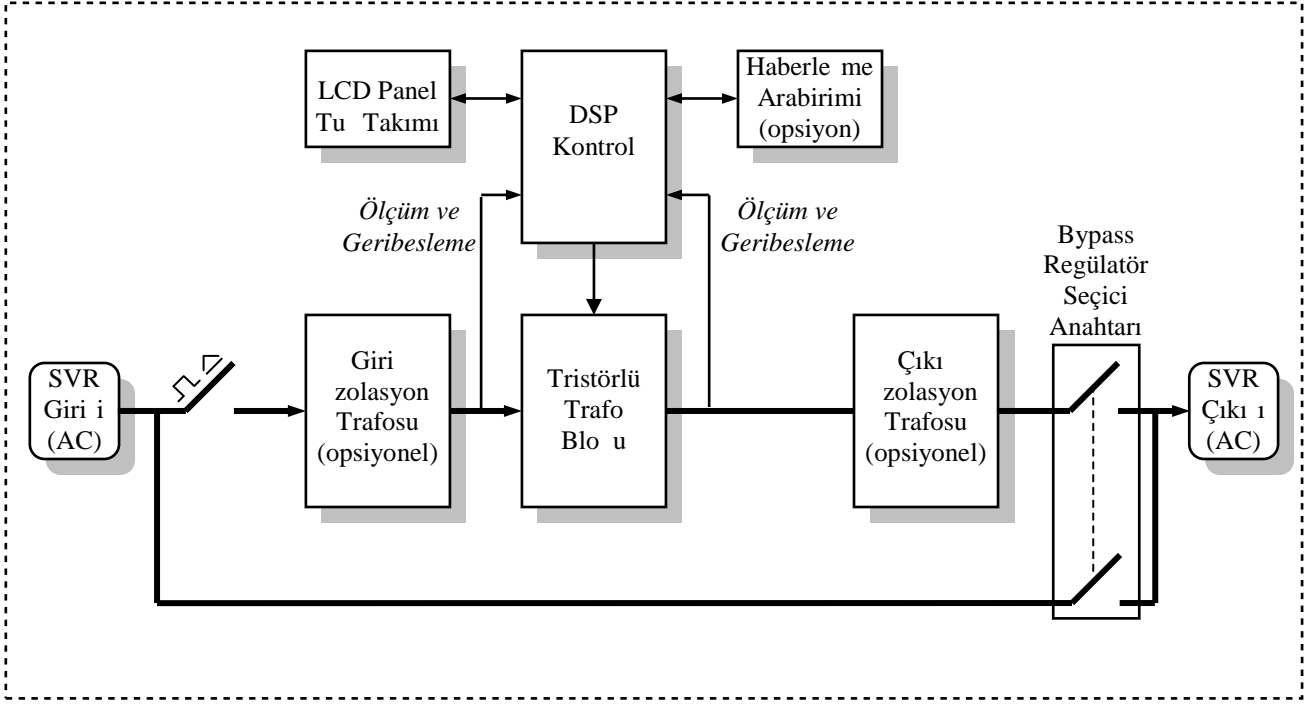 LCD Panel
Tu Takımı
DSP
Kontrol
Haberle me
Arabirimi
(opsiyon)
Ölçüm ve
Geribesleme
Ölçüm ve
Geribesleme
Bypass
Regülatör
Seçici
Anahtarı
SVR
Giri i
(AC)
Giri
zolasyon
Trafosu
(opsiyonel)
Tristörlü
Trafo
Blo u
Çıkı
zolasyon
Trafosu
(opsiyonel)
SVR
Çıkı ı
(AC)